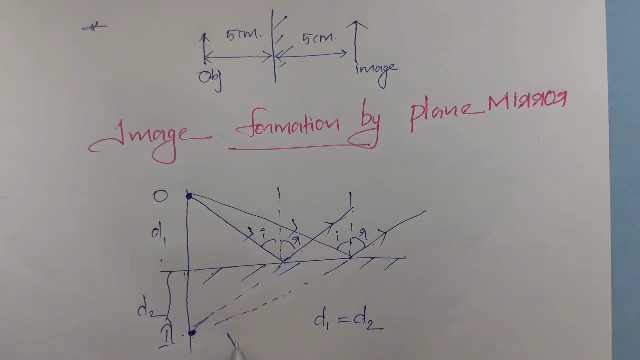 5cm. 5cm.
Obj image
Image formation by plane Mirror
O
d₁ i r i r
d₂
I d₁ = d₂